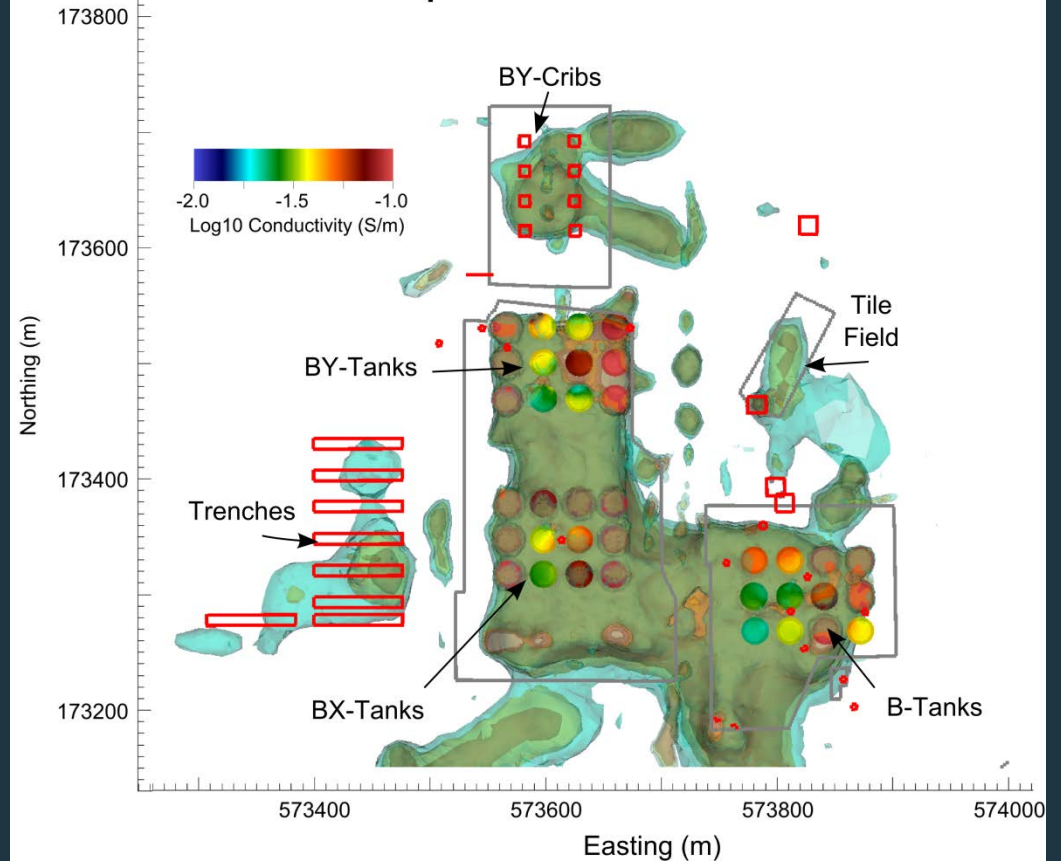 173800
BY-Cribs
-2.0
-1.5
-1.0
Log10 Conductivity (S/m)
173600
Tile
Field
BY-Tanks
Northing (m)
173400
Trenches
BX-Tanks
B-Tanks
173200
573400
573600
573800
574000
Easting (m)